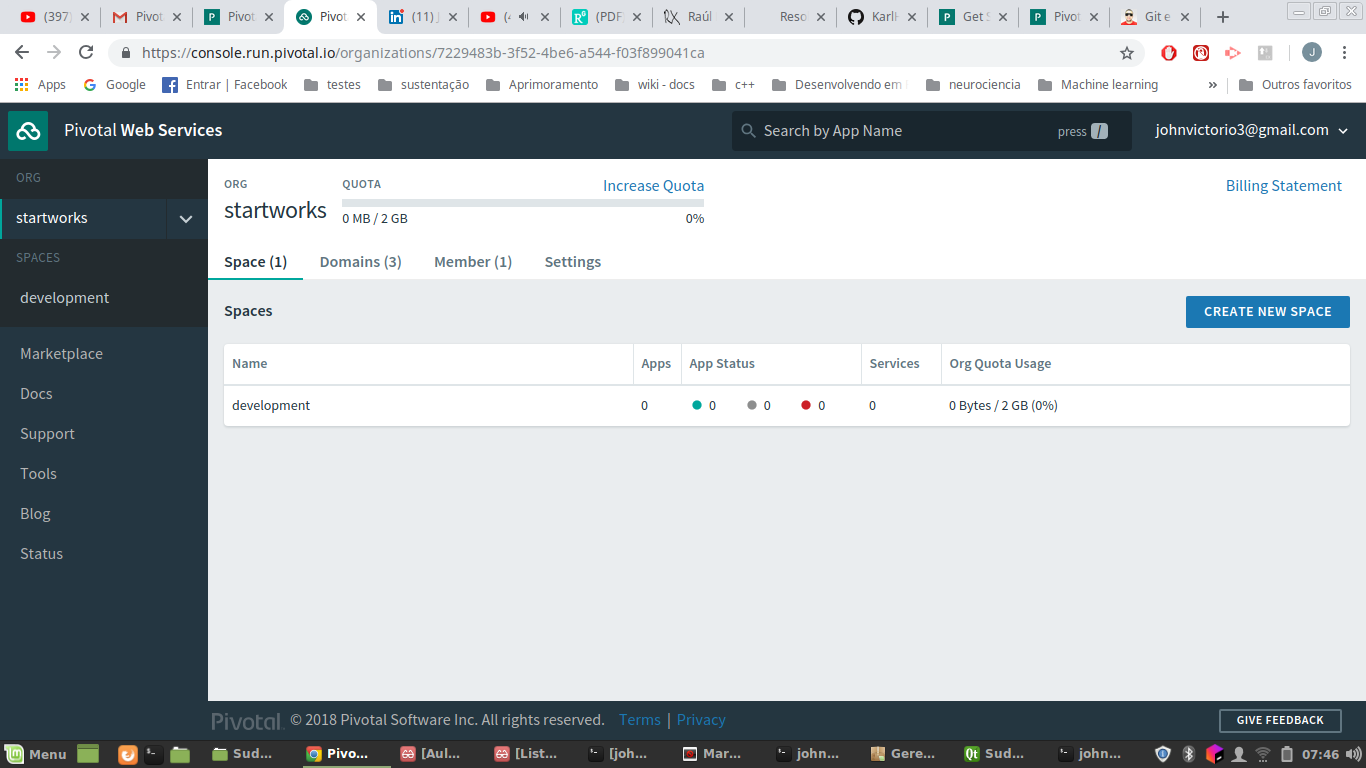 (397) Pivot Pivot Pivot (11) J (4 (PDF Raúl Reso KarlH Get S Pivot Git e
https://console.run.pivotal.io/organizations/7229483b-3f52-4be6-a544-f03f899041ca J
Apps Google Entrar | Facebook testes sustentação Aprimoramento wiki - docs c++ Desenvolvendo em neurociencia Machine learning » Outros favoritos
Pivotal Web Services Search by App Name press / johnvictorio3@gmail.com
ORG
startworks
SPACES
development
Marketplace
Docs
Support
Tools
Blog
Status
ORG QUOTA Increase Quota Billing Statement
startworks 0 MB / 2 GB 0%
Space (1) Domains (3) Member (1) Settings
Spaces CREATE NEW SPACE
Name Apps App Status Services Org Quota Usage
development 0 0 0 0 0 0 Bytes / 2 GB (0%)
Pivotal. © 2018 Pivotal Software Inc. All rights reserved. Terms | Privacy GIVE FEEDBACK
Menu Sud... Pivo... [Aul... [List... [joh... Mar... john... Gere... Sud... john... 07:46